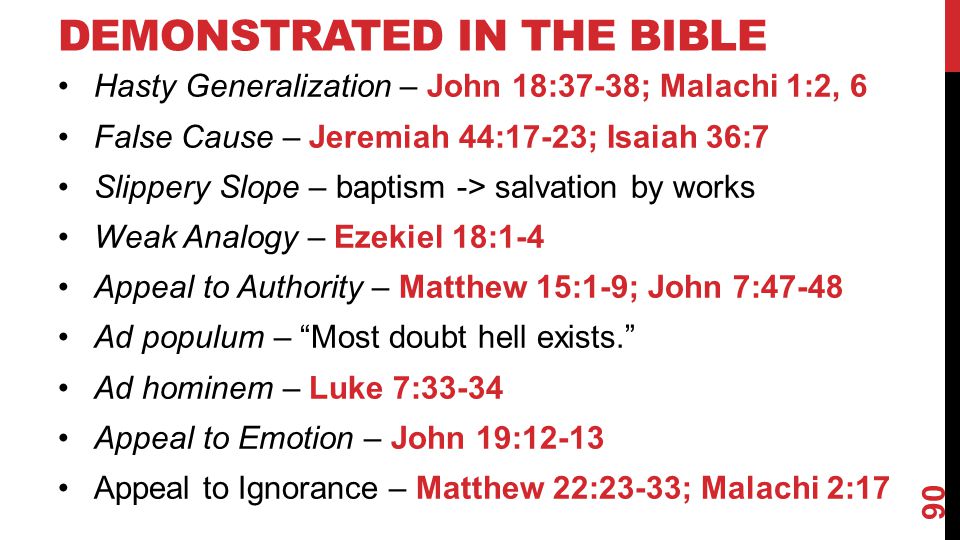 DEMONSTRATED IN THE BIBLE
• Hasty Generalization – John 18:37-38; Malachi 1:2, 6
• False Cause – Jeremiah 44:17-23; Isaiah 36:7
• Slippery Slope – baptism -> salvation by works
• Weak Analogy – Ezekiel 18:1-4
• Appeal to Authority – Matthew 15:1-9; John 7:47-48
• Ad populum – “Most doubt hell exists.”
• Ad hominem – Luke 7:33-34
• Appeal to Emotion – John 19:12-13
• Appeal to Ignorance – Matthew 22:23-33; Malachi 2:17
90